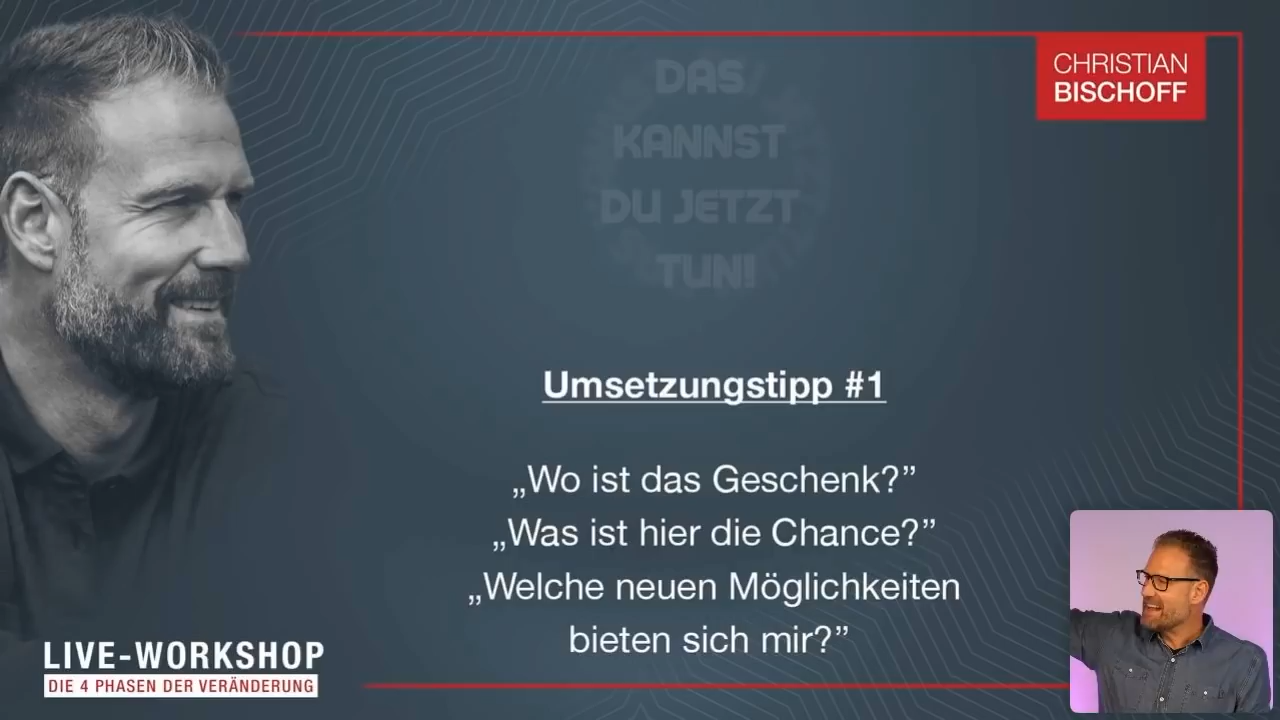 CHRISTIAN
BISCHOFF
DAS
KANNST
DU JETZT
TUN!
Umsetzungstipp #1
„Wo ist das Geschenk?”
„Was ist hier die Chance?”
„Welche neuen Möglichkeiten
bieten sich mir?”
LIVE-WORKSHOP
DIE 4 PHASEN DER VERÄNDERUNG